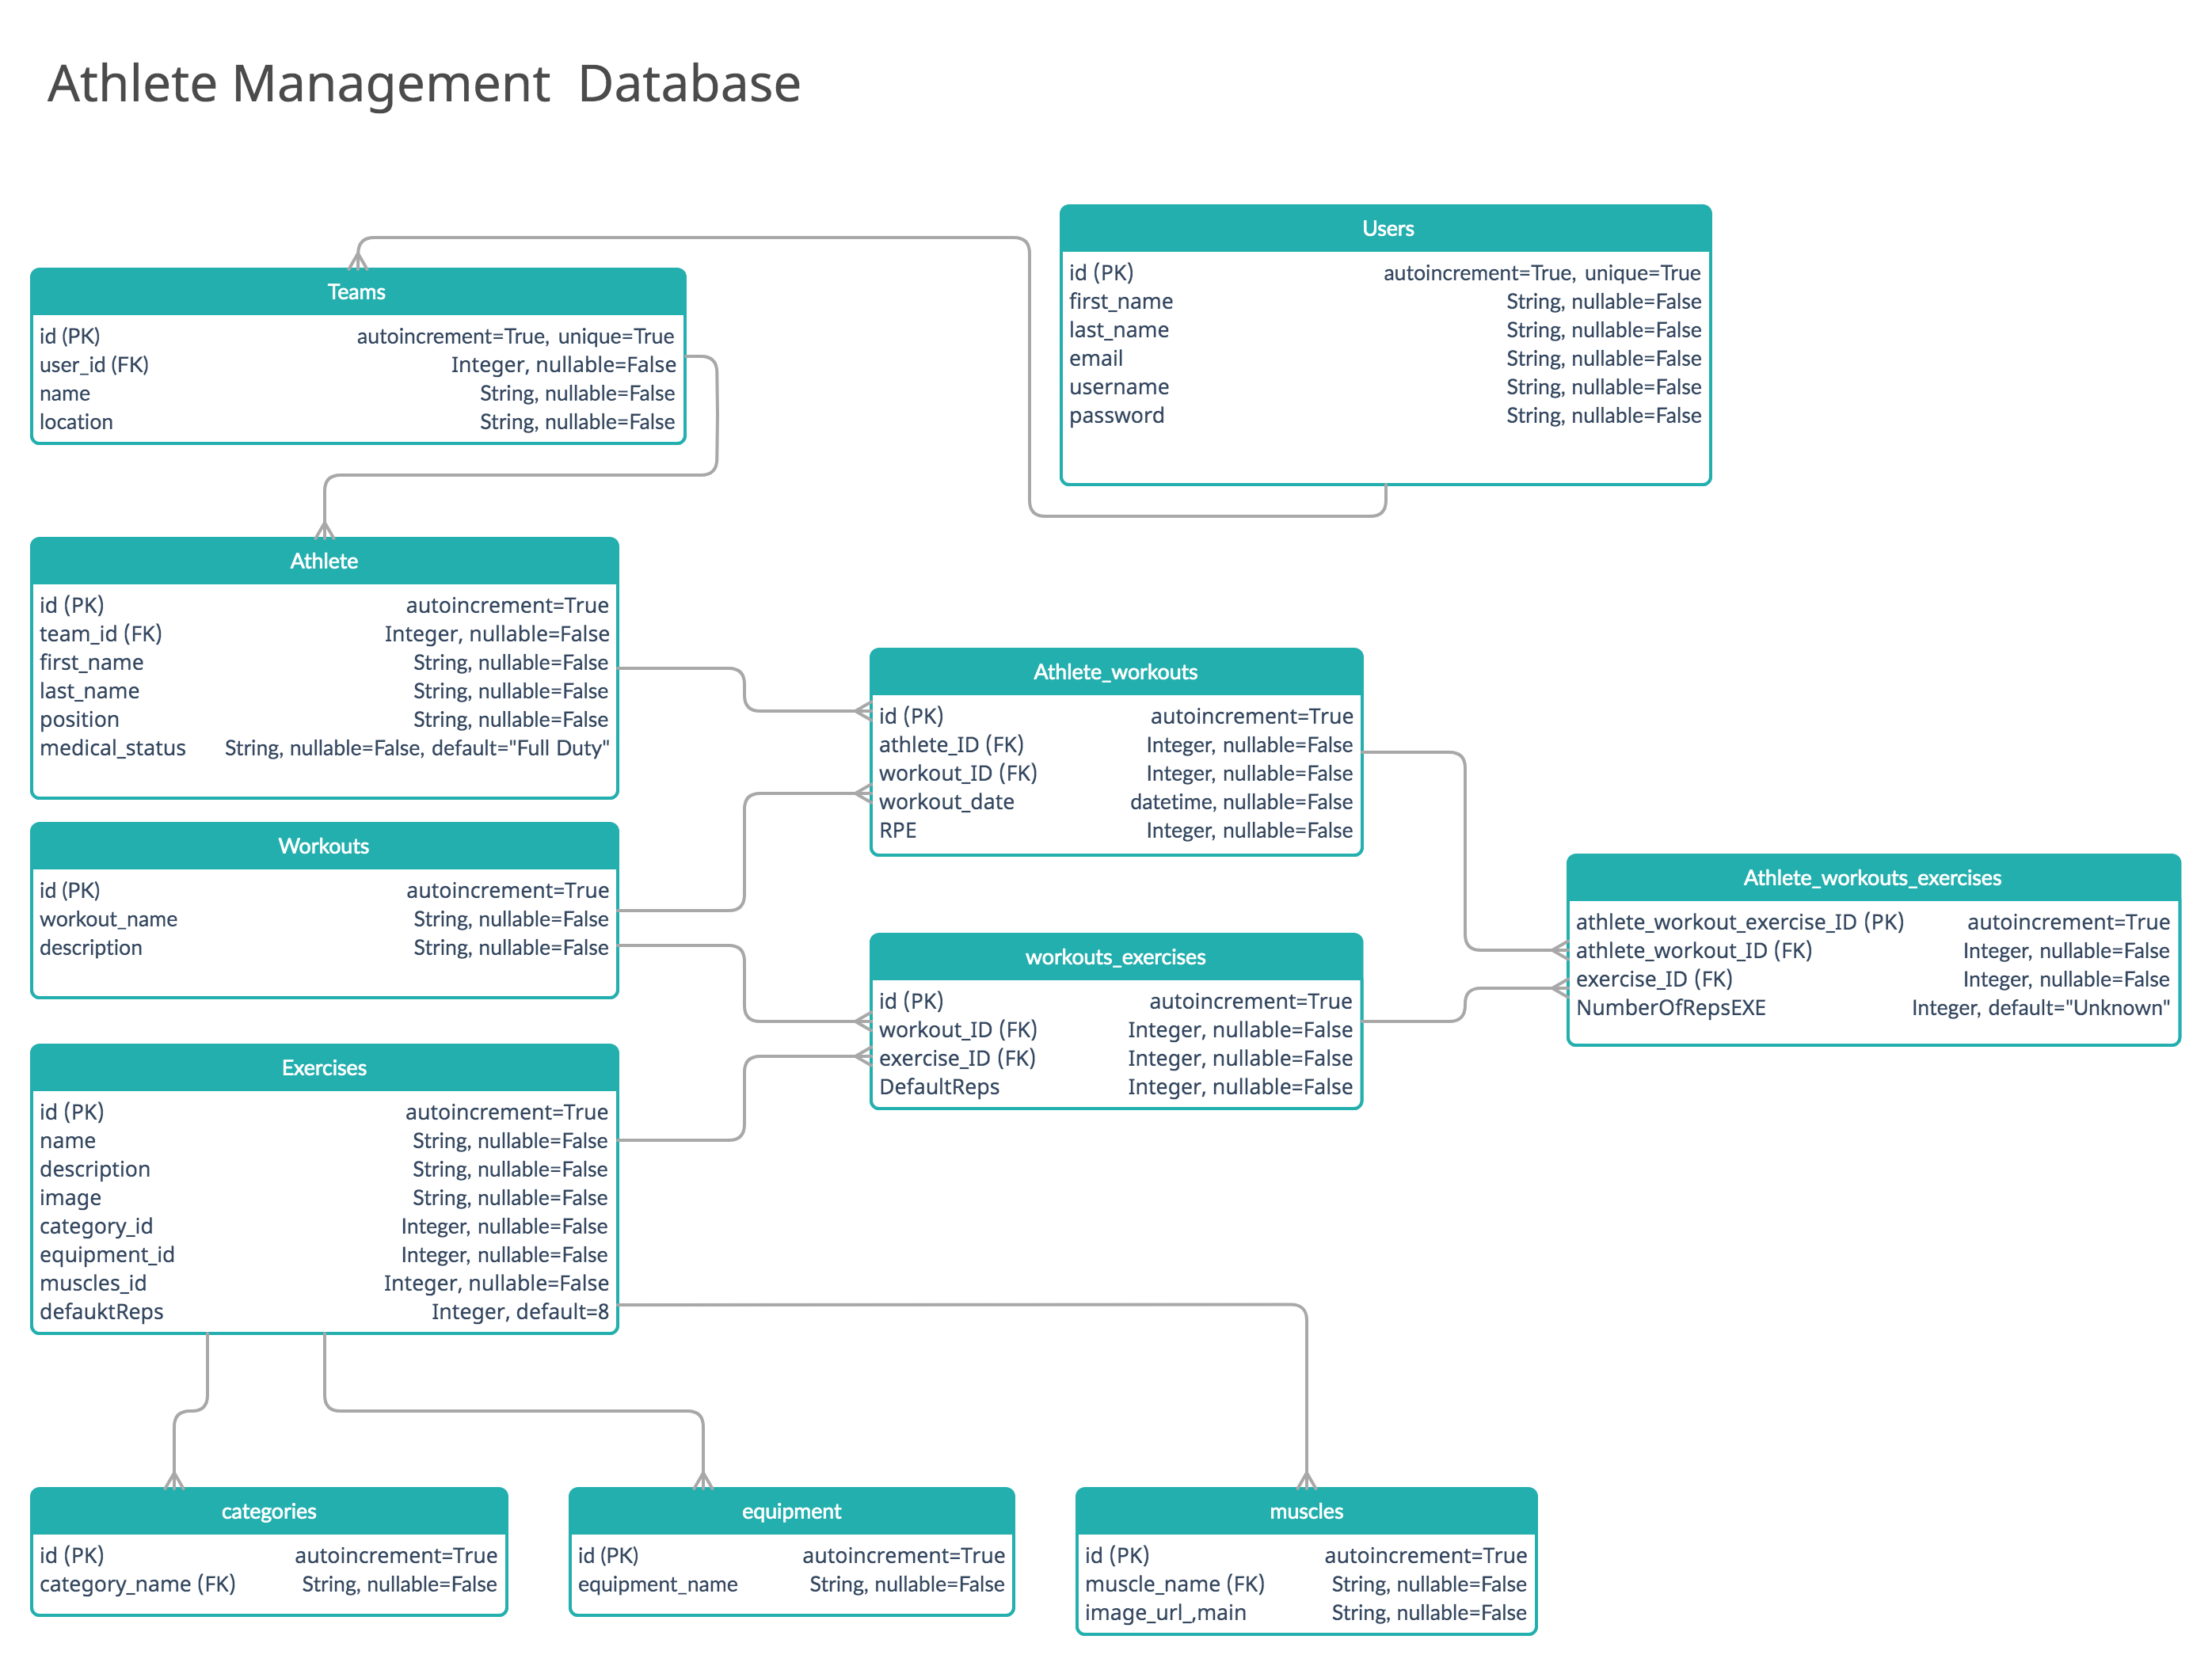 Athlete Management  Database
Users
id (PK) autoincrement=True, unique=True
first_name String, nullable=False
last_name String, nullable=False
email String, nullable=False
username String, nullable=False
password String, nullable=False
Teams
id (PK) autoincrement=True, unique=True
user_id (FK) Integer, nullable=False
name String, nullable=False
location String, nullable=False
Athlete
id (PK) autoincrement=True
team_id (FK) Integer, nullable=False
first_name String, nullable=False
last_name String, nullable=False
position String, nullable=False
medical_status String, nullable=False, default="Full Duty"
Athlete_workouts
id (PK) autoincrement=True
athlete_ID (FK) Integer, nullable=False
workout_ID (FK) Integer, nullable=False
workout_date datetime, nullable=False
RPE Integer, nullable=False
Workouts
id (PK) autoincrement=True
workout_name String, nullable=False
description String, nullable=False
Athlete_workouts_exercises
athlete_workout_exercise_ID (PK) autoincrement=True
athlete_workout_ID (FK) Integer, nullable=False
exercise_ID (FK) Integer, nullable=False
NumberOfRepsEXE Integer, default="Unknown"
workouts_exercises
id (PK) autoincrement=True
workout_ID (FK) Integer, nullable=False
exercise_ID (FK) Integer, nullable=False
DefaultReps Integer, nullable=False
Exercises
id (PK) autoincrement=True
name String, nullable=False
description String, nullable=False
image String, nullable=False
category_id Integer, nullable=False
equipment_id Integer, nullable=False
muscles_id Integer, nullable=False
defauktReps Integer, default=8
categories
id (PK) autoincrement=True
category_name (FK) String, nullable=False
equipment
id (PK) autoincrement=True
equipment_name String, nullable=False
muscles
id (PK) autoincrement=True
muscle_name (FK) String, nullable=False
image_url_,main String, nullable=False